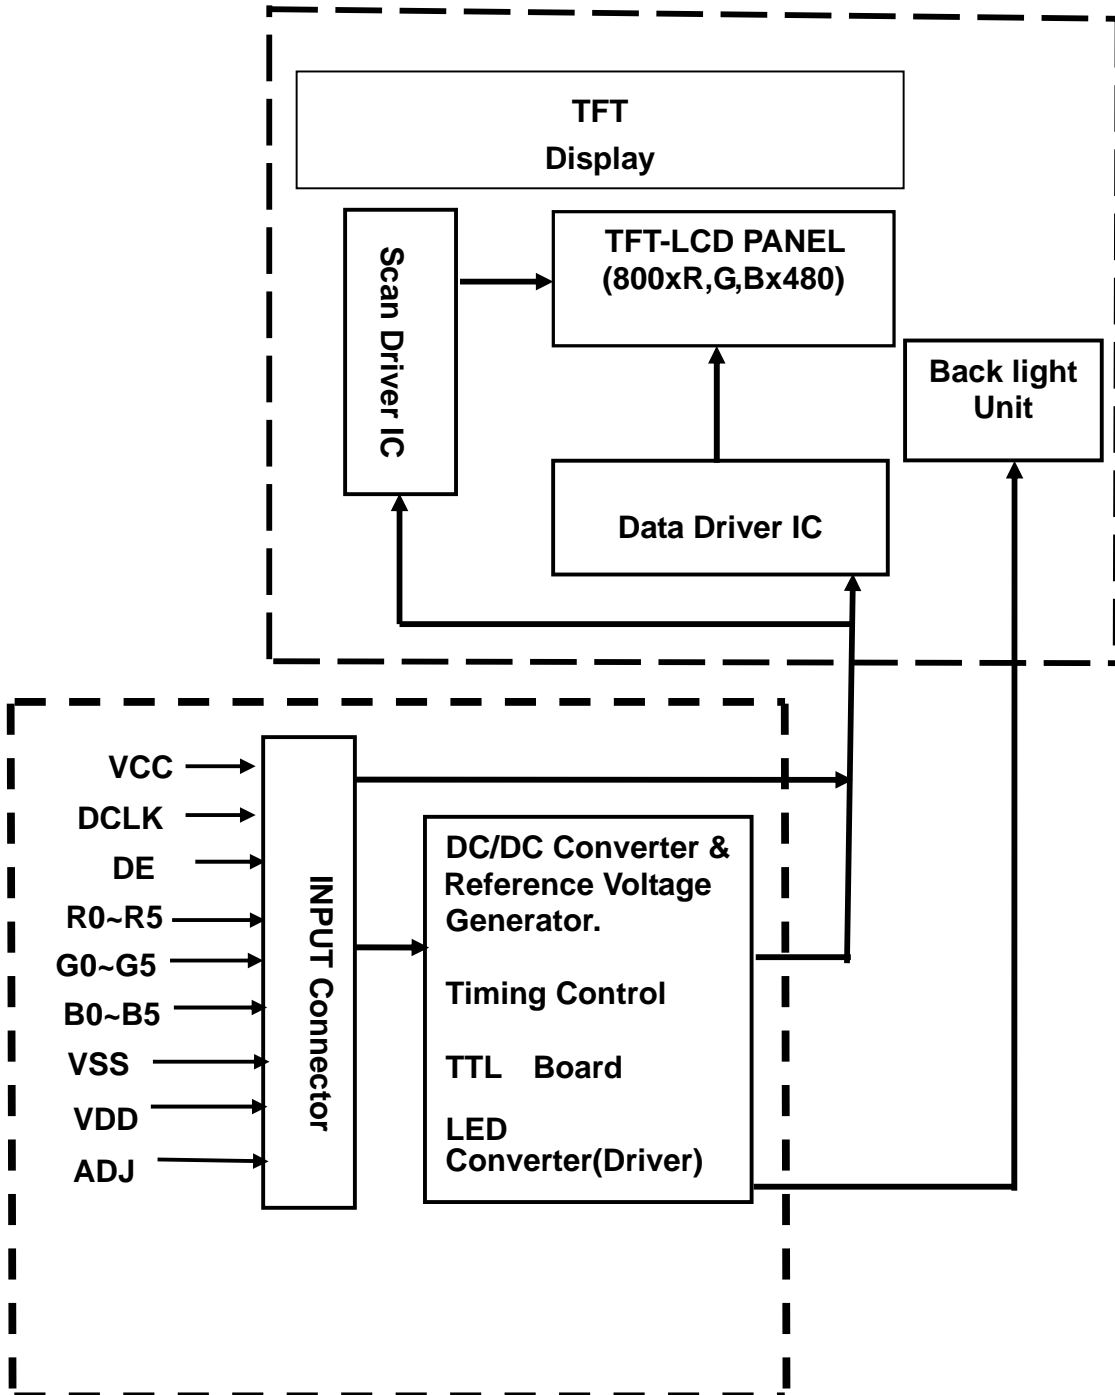 TFT
Display
Scan Driver IC
TFT-LCD PANEL
(800xR,G,Bx480)
Back light
Unit
Data Driver IC
VCC
DCLK
DE
R0~R5
G0~G5
B0~B5
VSS
VDD
ADJ
INPUT Connector
DC/DC Converter &
Reference Voltage
Generator.
Timing Control
TTL Board
LED
Converter(Driver)